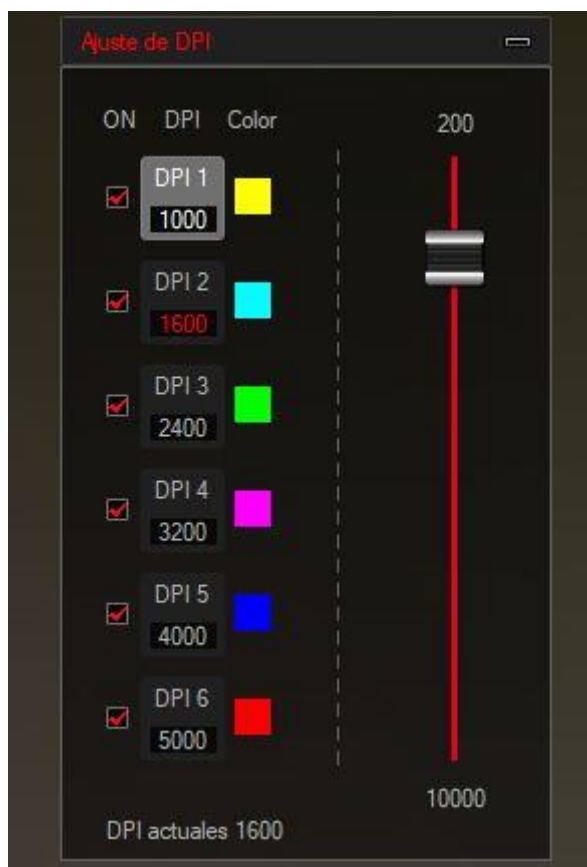 Ajuste de DPI
ON DPI Color
200
DPI 1
1000
DPI 2
1600
DPI 3
2400
DPI 4
3200
DPI 5
4000
DPI 6
5000
10000
DPI actuales 1600